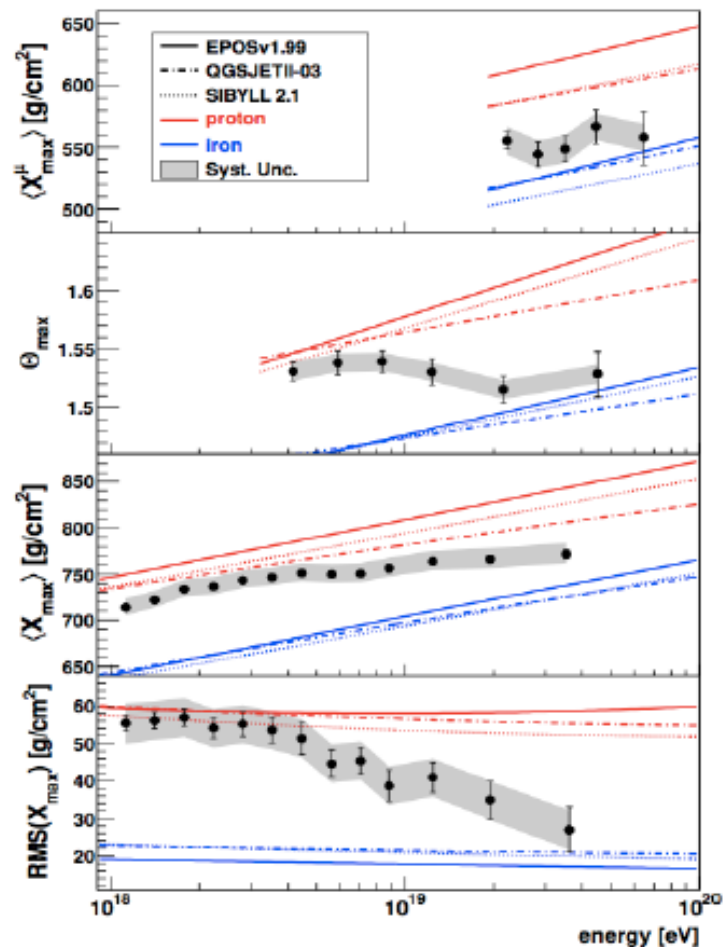 650
600
550
500
⟨X^μ_max⟩ [g/cm²]
EPOSv1.99
QGSJETII-03
SIBYLL 2.1
proton
iron
Syst. Unc.
1.6
1.55
1.5
Θ_max
850
800
750
700
650
⟨X_max⟩ [g/cm²]
60
50
40
30
20
RMS(X_max) [g/cm²]
10^18
10^19
10^20
energy [eV]